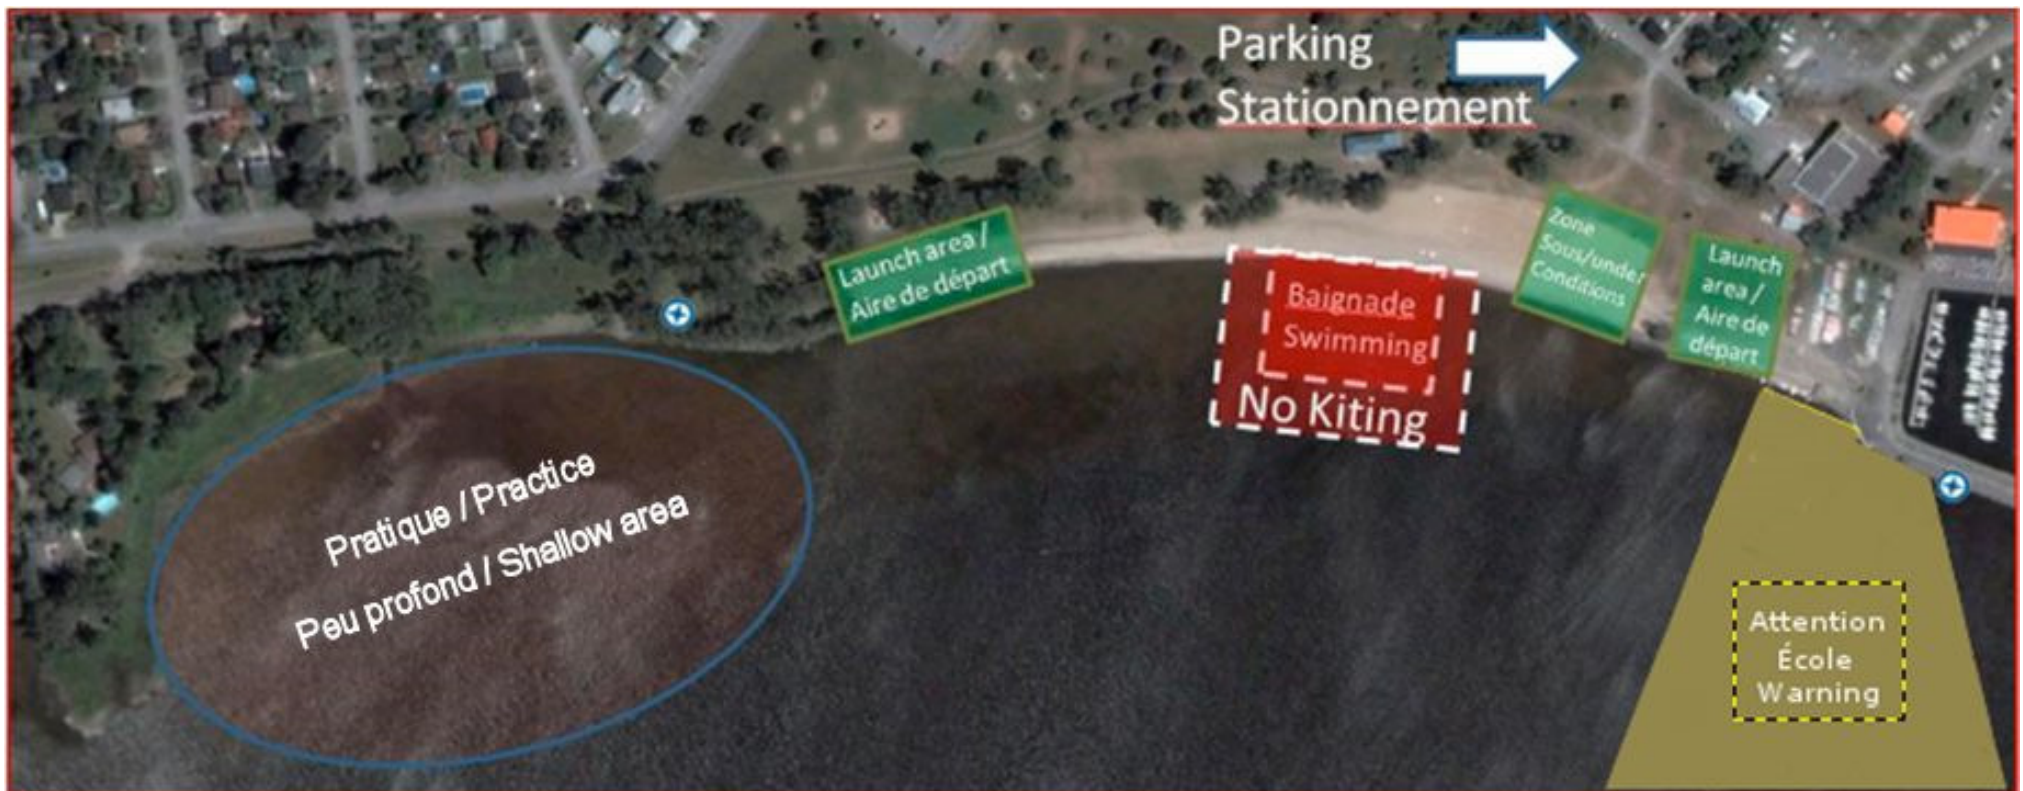 Parking
Stationnement
Launch area /
Aire de départ
Zone
Sous/under
Conditions
Launch
area /
Aire de
départ
Baignade
Swimming
No Kiting
Pratique / Practice
Peu profond / Shallow area
Attention
École
Warning